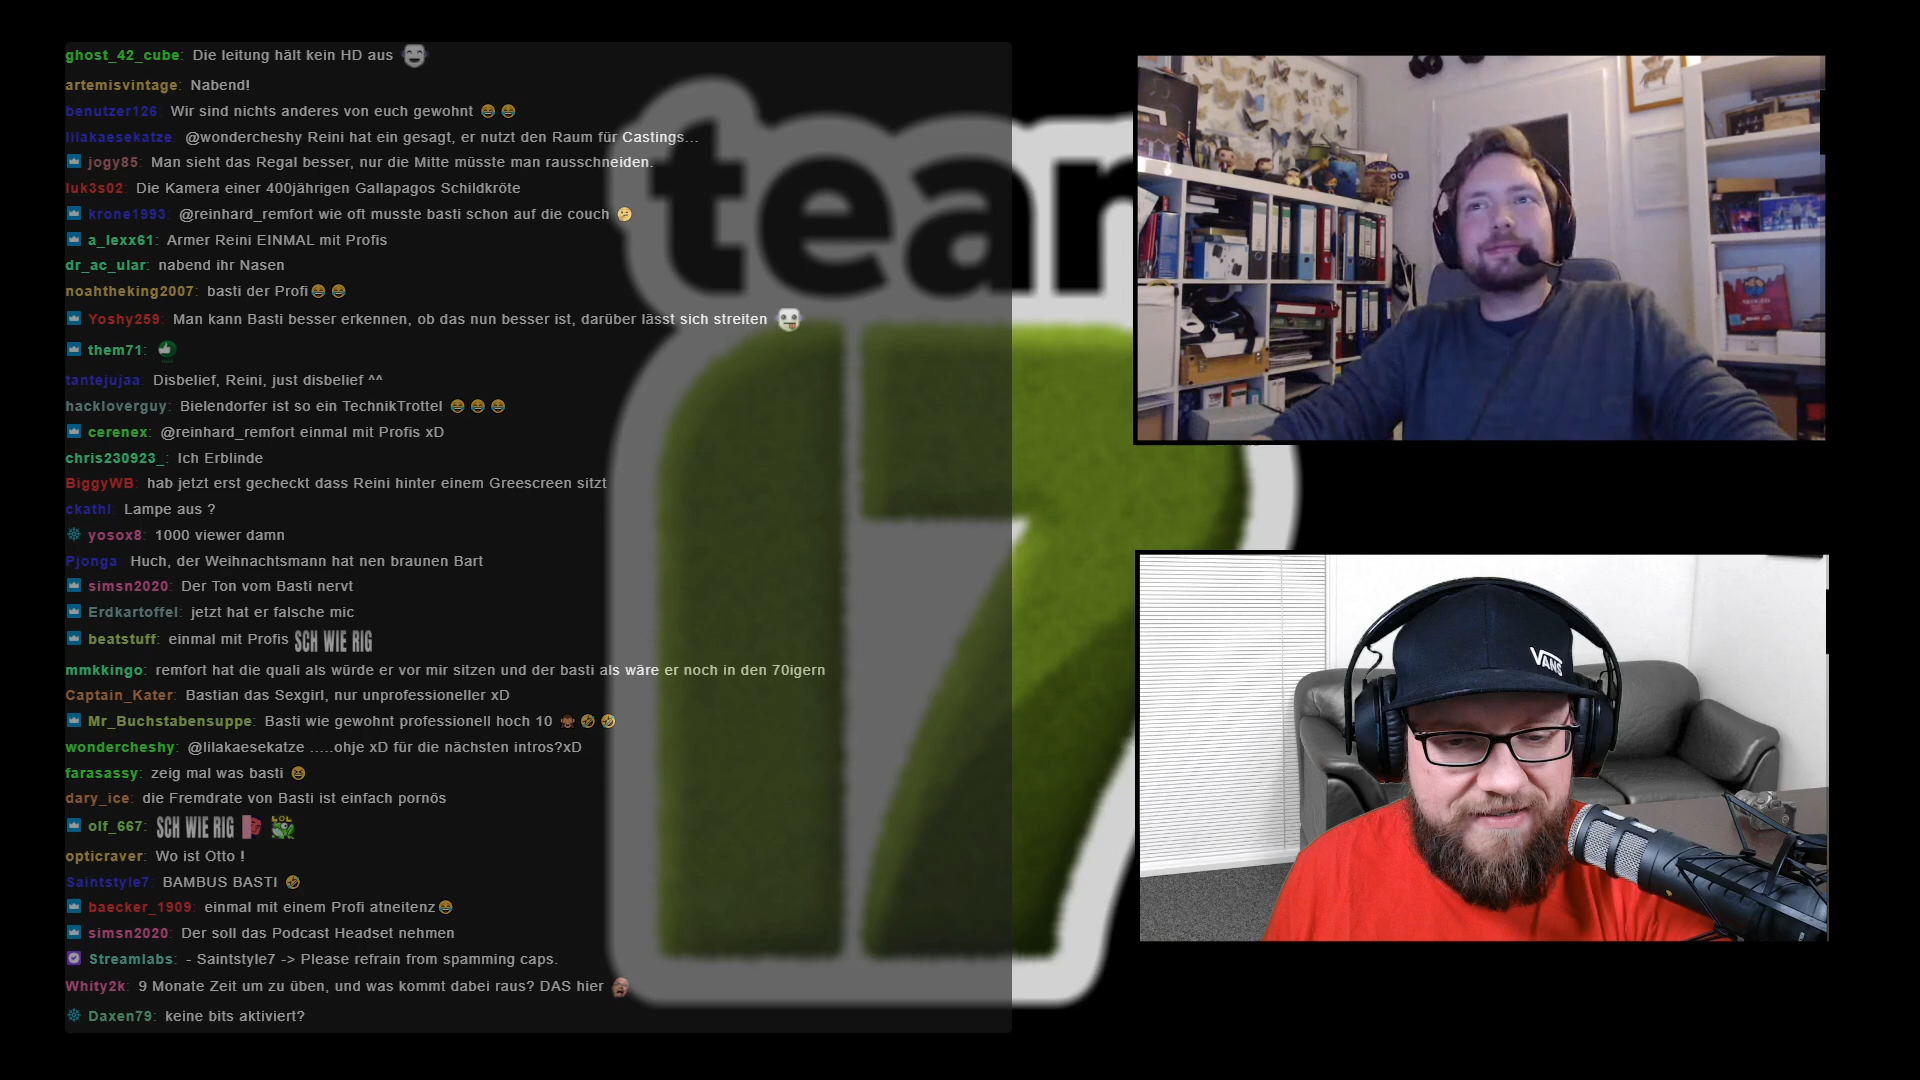 ghost_42_cube: Die leitung hält kein HD aus
artemisvintage: Nabend!
benutzer126: Wir sind nichts anderes von euch gewohnt
lilakaesekatze: @wondercheshy Reini hat ein gesagt, er nutzt den Raum für Castings...
jogy85: Man sieht das Regal besser, nur die Mitte müsste man rausschneiden.
luk3s02: Die Kamera einer 400jährigen Gallapagos Schildkröte
krone1993: @reinhard_remfort wie oft musste basti schon auf die couch
a_lexx61: Armer Reini EINMAL mit Profis
dr_ac_ular: nabend ihr Nasen
noahtheking2007: basti der Profi
Yoshy259: Man kann Basti besser erkennen, ob das nun besser ist, darüber lässt sich streiten
them71:
tantejujaa: Disbelief, Reini, just disbelief ^^
hackloverguy: Bielendorfer ist so ein TechnikTrottel
cerenex: @reinhard_remfort einmal mit Profis xD
chris230923_: Ich Erblinde
BiggyWB: hab jetzt erst gecheckt dass Reini hinter einem Greescreen sitzt
ckathl: Lampe aus ?
yosox8: 1000 viewer damn
Pjonga: Huch, der Weihnachtsmann hat nen braunen Bart
simsn2020: Der Ton vom Basti nervt
Erdkartoffel: jetzt hat er falsche mic
beatstuff: einmal mit Profis SCH WIE RIG
mmkkingo: remfort hat die quali als würde er vor mir sitzen und der basti als wäre er noch in den 70igern
Captain_Kater: Bastian das Sexgirl, nur unprofessioneller xD
Mr_Buchstabensuppe: Basti wie gewohnt professionell hoch 10
wondercheshy: @lilakaesekatze .....ohje xD für die nächsten intros?xD
farasassy: zeig mal was basti
dary_ice: die Fremdrate von Basti ist einfach pornös
olf_667: SCH WIE RIG LOL
opticraver: Wo ist Otto !
Saintstyle7: BAMBUS BASTI
baecker_1909: einmal mit einem Profi atneitenz
simsn2020: Der soll das Podcast Headset nehmen
Streamlabs: - Saintstyle7 -> Please refrain from spamming caps.
Whity2k: 9 Monate Zeit um zu üben, und was kommt dabei raus? DAS hier
Daxen79: keine bits aktiviert?
team
17
VANS